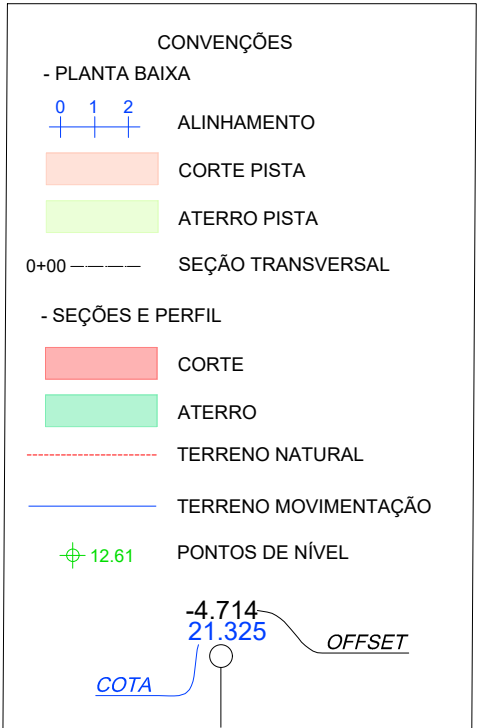 CONVENÇÕES
- PLANTA BAIXA
0 1 2
ALINHAMENTO
CORTE PISTA
ATERRO PISTA
0+00 SEÇÃO TRANSVERSAL
- SEÇÕES E PERFIL
CORTE
ATERRO
TERRENO NATURAL
TERRENO MOVIMENTAÇÃO
12.61 PONTOS DE NÍVEL
-4.714
21.325
OFFSET
COTA